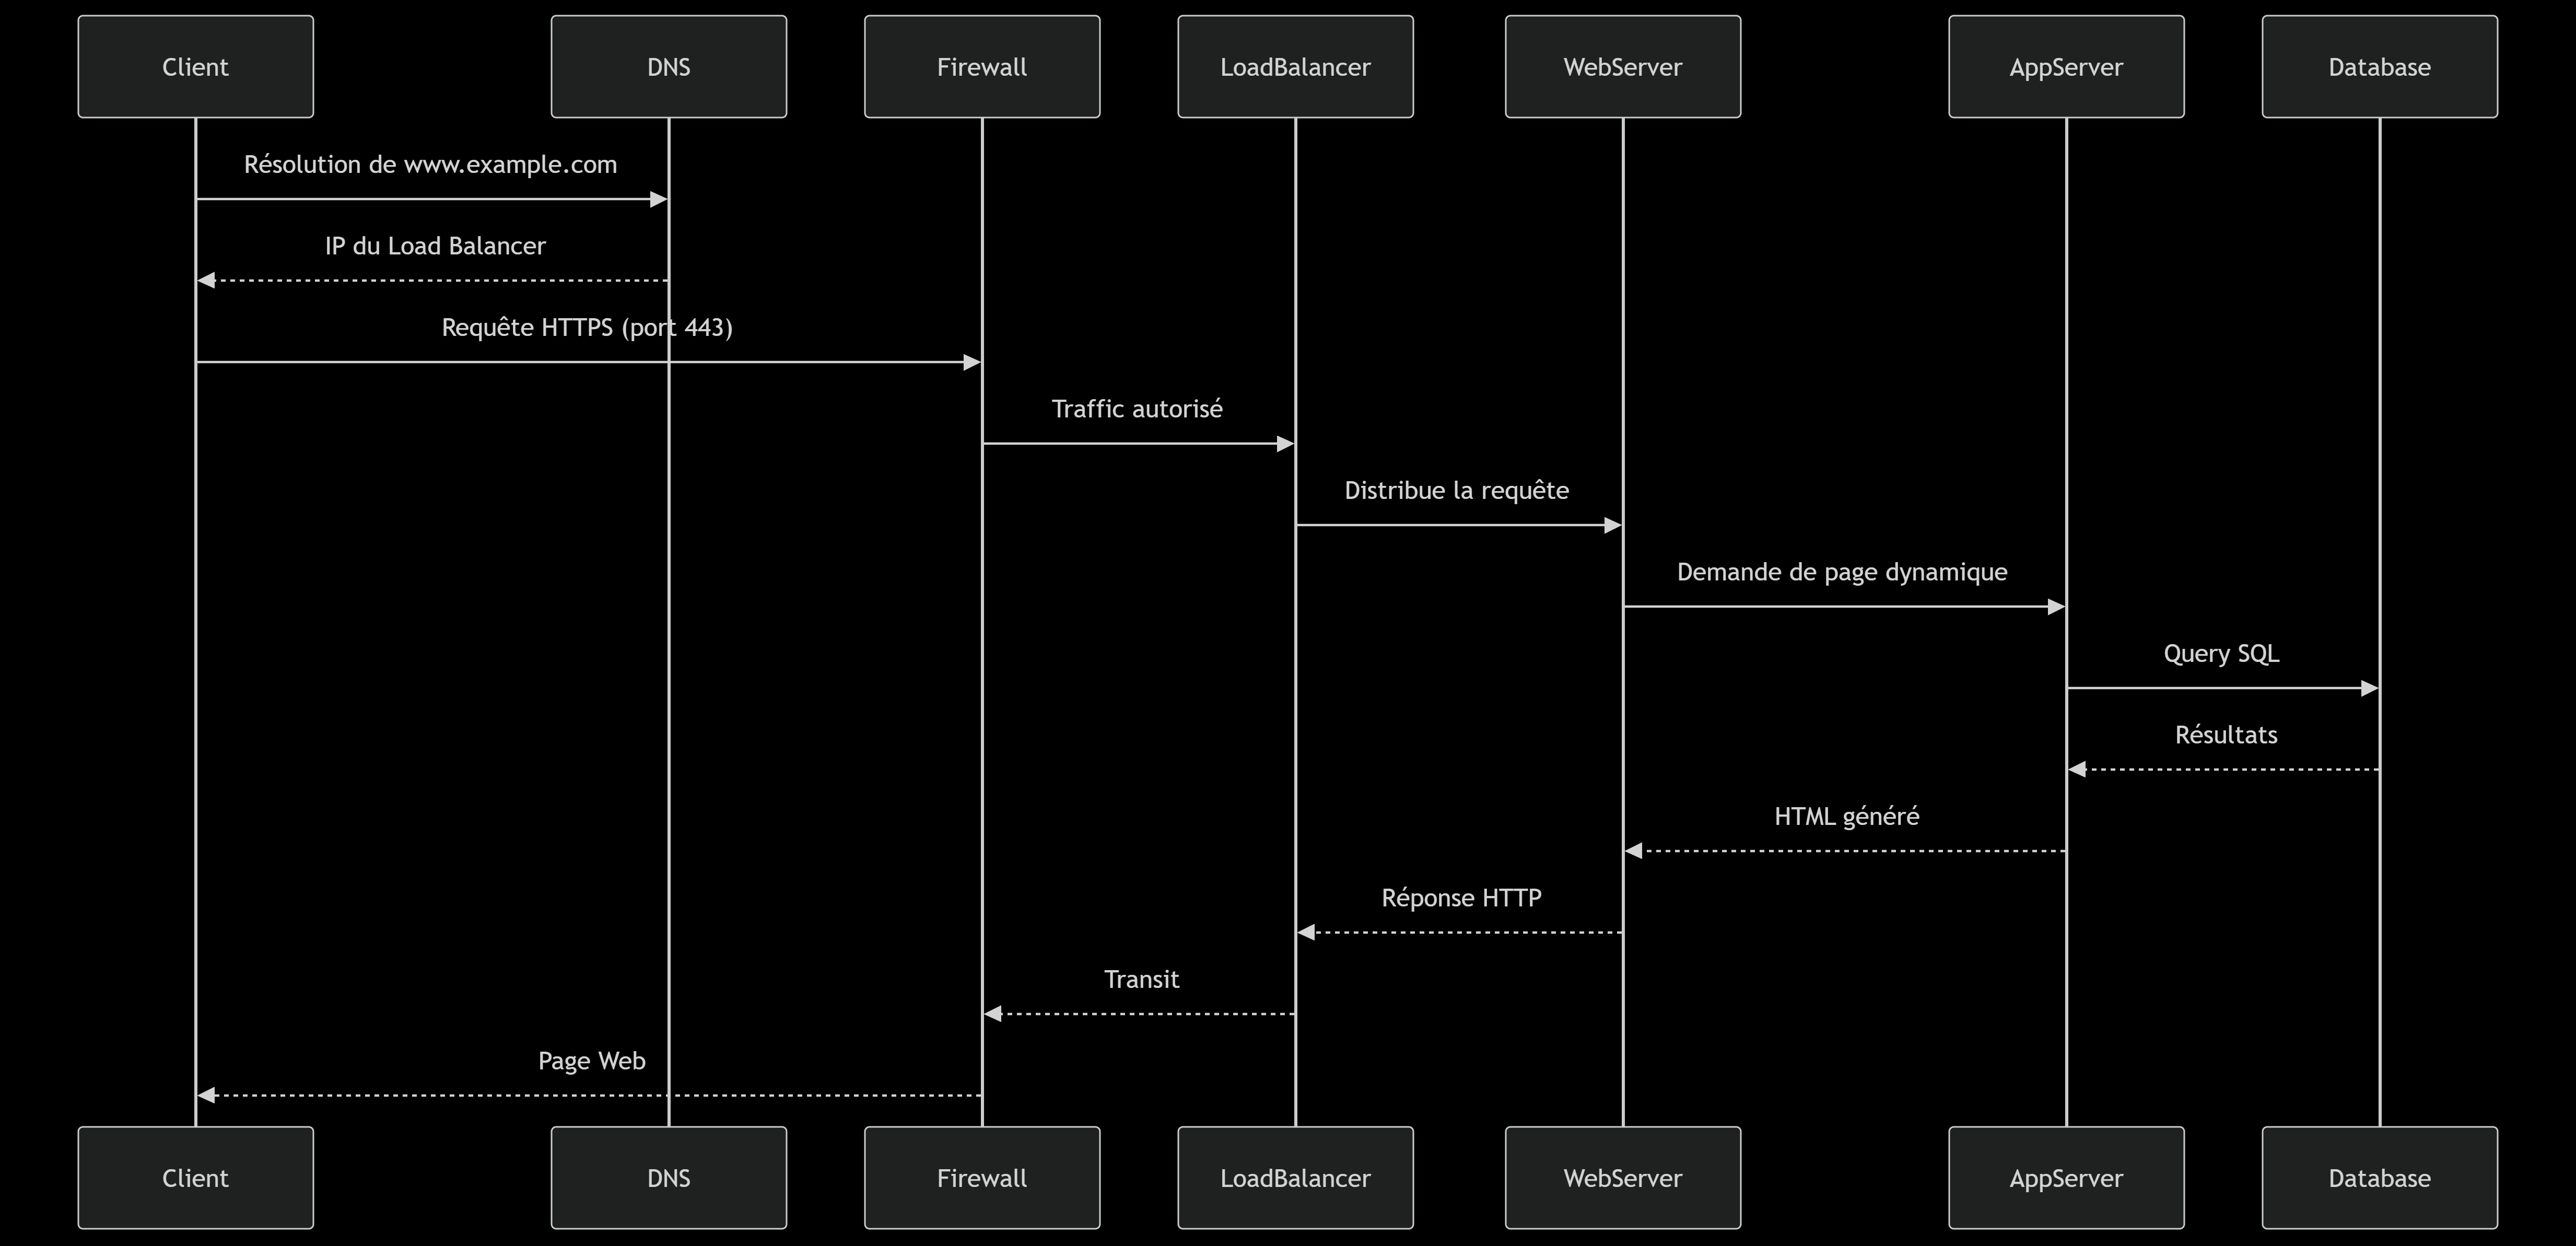 Client
DNS
Firewall
LoadBalancer
WebServer
AppServer
Database
Résolution de www.example.com
IP du Load Balancer
Requête HTTPS (port 443)
Traffic autorisé
Distribue la requête
Demande de page dynamique
Query SQL
Résultats
HTML généré
Réponse HTTP
Transit
Page Web
Client
DNS
Firewall
LoadBalancer
WebServer
AppServer
Database